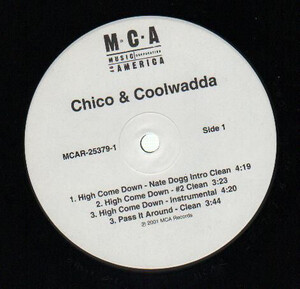 M·C·A
MUSIC CORPORATION
OF AMERICA
Chico & Coolwadda
MCAR-25379-1
Side 1
1. High Come Down - Nate Dogg Intro Clean 4:19
2. High Come Down - #2 Clean 3:23
3. High Come Down - Instrumental 4:20
3. Pass It Around - Clean 3:44
℗ 2001 MCA Records